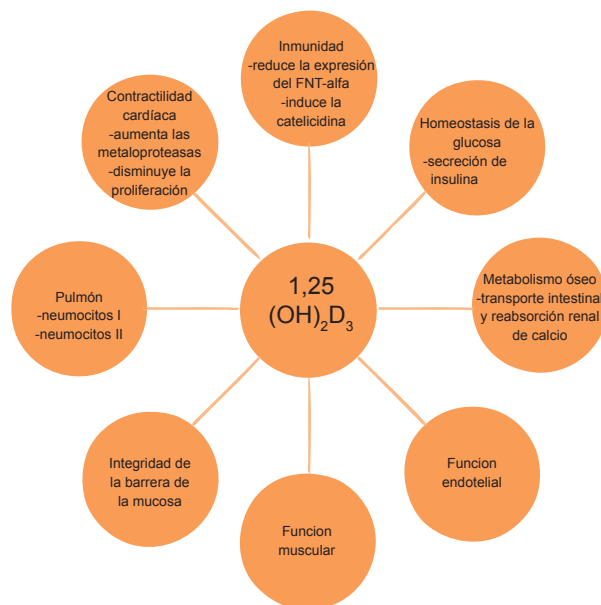 Inmunidad
-reduce la expresión
del FNT-alfa
-induce la
catelicidina
Homeostasis de la
glucosa
-secreción de
insulina
Metabolismo óseo
-transporte intestinal
y reabsorción renal
de calcio
Funcion
endotelial
Funcion
muscular
Integridad de
la barrera de
la mucosa
Pulmón
-neumocitos I
-neumocitos II
Contractilidad
cardíaca
-aumenta las
metaloproteasas
-disminuye la
proliferación
1,25
(OH)₂D₃